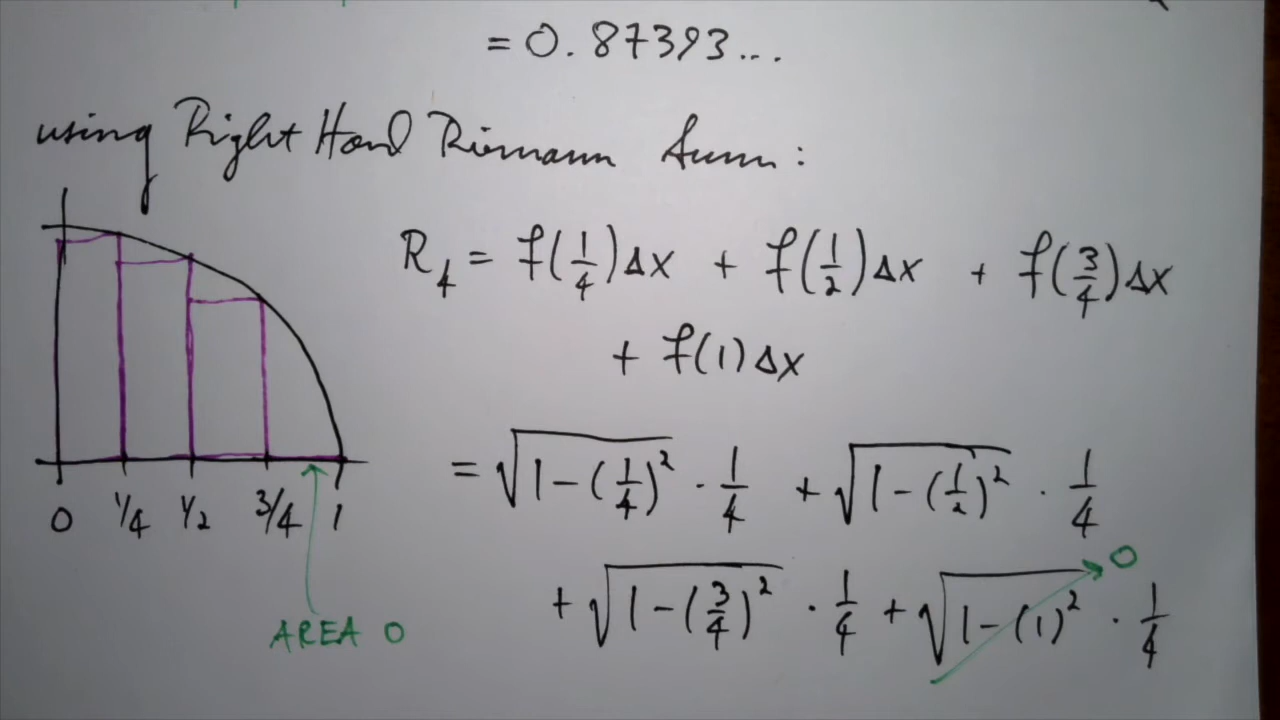 = 0.87393...
using Right Hand Riemann Sum:
R₄ = f(1/4)Δx + f(1/2)Δx + f(3/4)Δx
+ f(1)Δx
= √(1-(1/4)²) · 1/4 + √(1-(1/2)²) · 1/4
+ √(1-(3/4)²) · 1/4 + √(1-(1)²) · 1/4
0
0 1/4 1/2 3/4 1
AREA 0